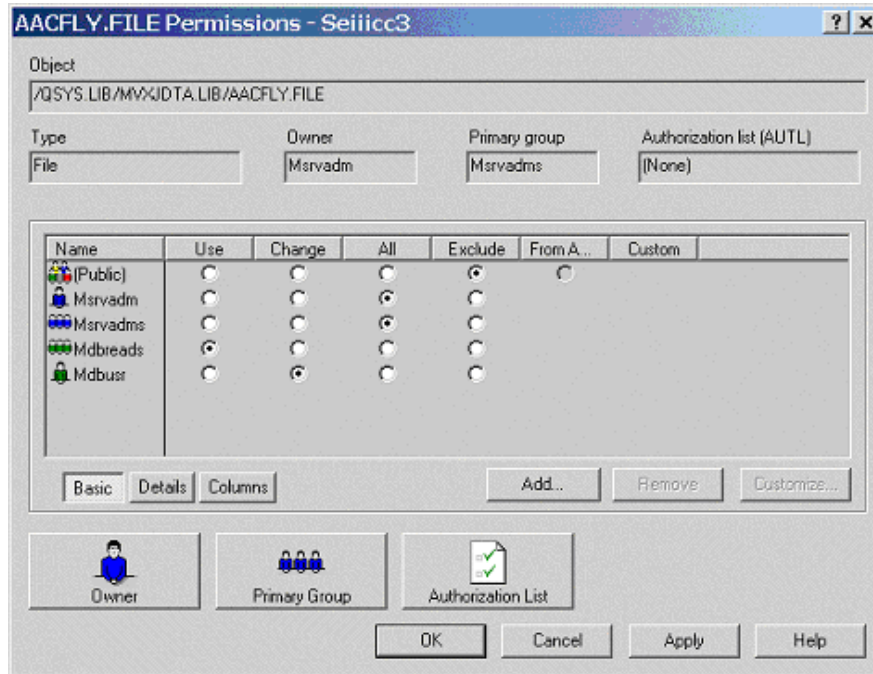 AACFLY.FILE Permissions - Seiiicc3
Object
/QSYS.LIB/MVXJDTA.LIB/AACFLY.FILE
Type Owner Primary group Authorization list (AUTL)
File Msrvadm Msrvadms (None)
Name Use Change All Exclude From A... Custom
(Public)
Msrvadm
Msrvadms
Mdbreads
Mdbusr
Basic Details Columns Add... Remove Customize...
Owner Primary Group Authorization List
OK Cancel Apply Help